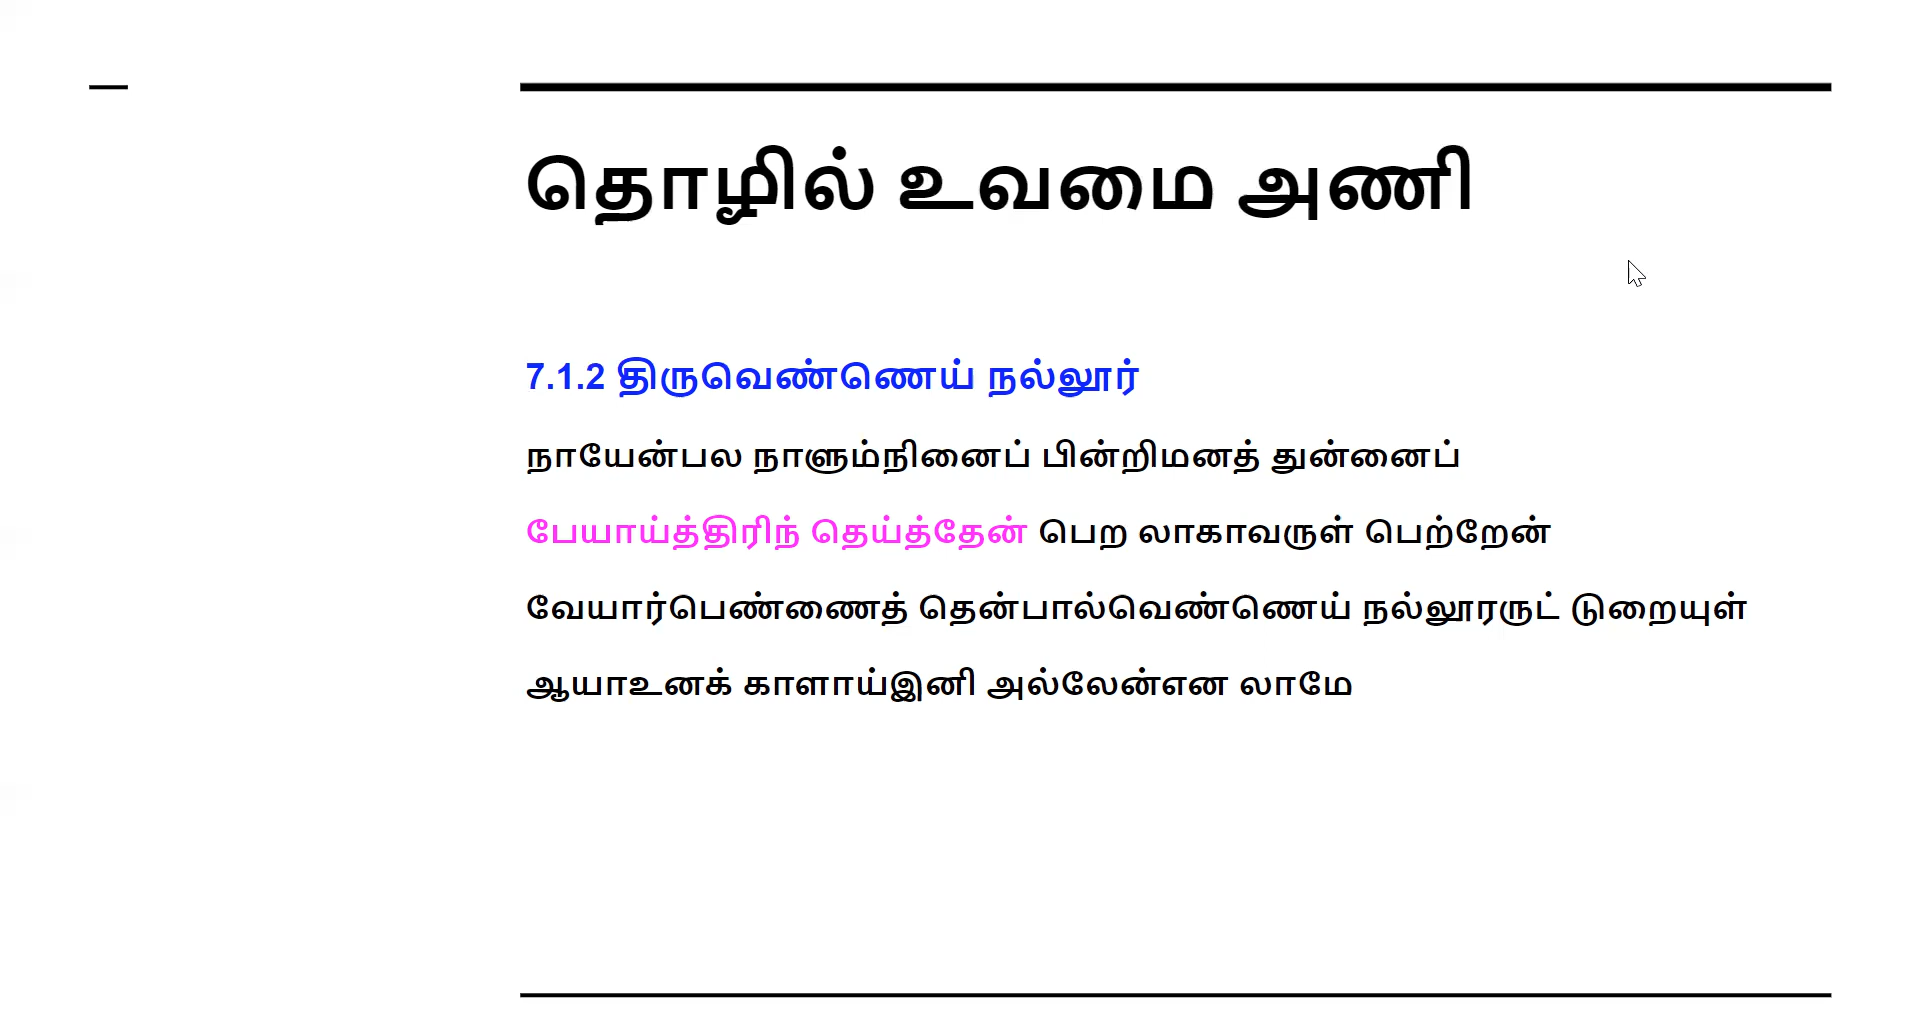 தொழில் உவமை அணி
7.1.2 திருவெண்ணெய் நல்லூர்
நாயேன்பல நாளும்நினைப் பின்றிமனத் துன்னைப்
பேயாய்த்திரிந் தெய்த்தேன் பெற லாகாவருள் பெற்றேன்
வேயார்பெண்ணைத் தென்பால்வெண்ணெய் நல்லூரருட் டுறையுள்
ஆயாஉனக் காளாய்இனி அல்லேன்என லாமே